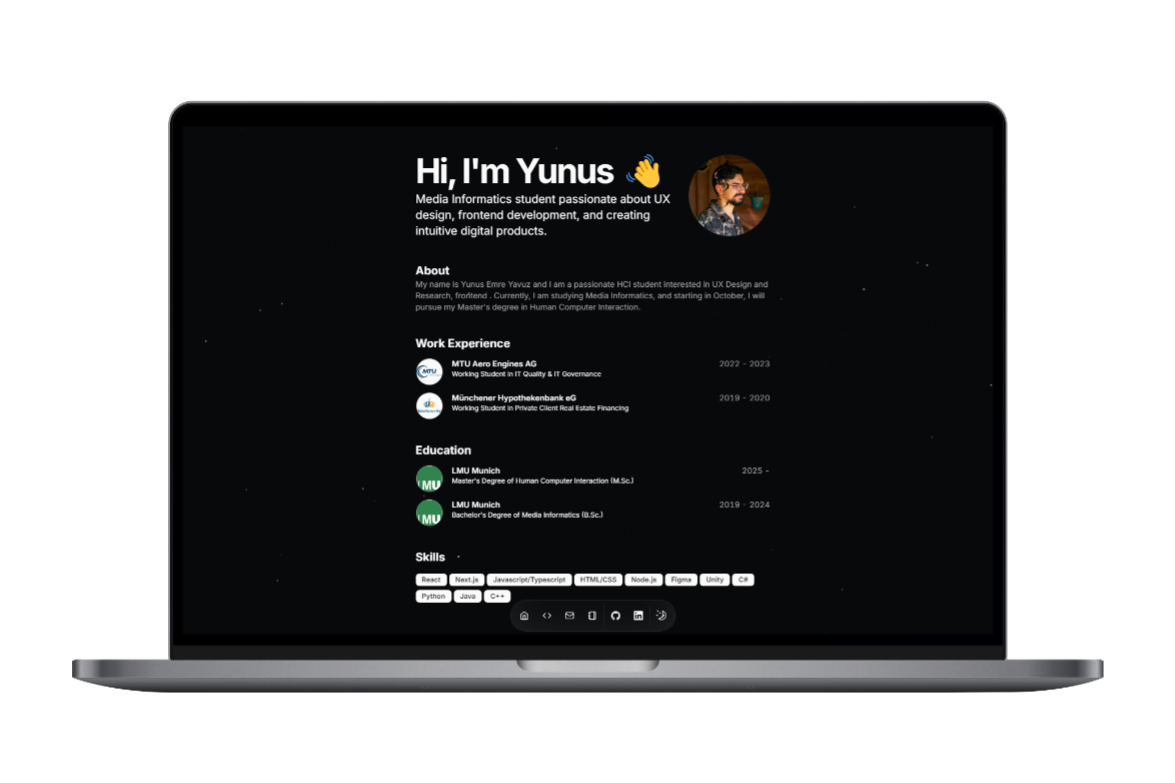 Hi, I'm Yunus 👋
Media Informatics student passionate about UX
design, frontend development, and creating
intuitive digital products.
About
My name is Yunus Emre Yavuz and I am a passionate HCI student interested in UX Design and
Research, frontend . Currently, I am studying Media Informatics, and starting in October, I will
pursue my Master's degree in Human Computer Interaction.
Work Experience
MTU
MTU Aero Engines AG 2022 - 2023
Working Student in IT Quality & IT Governance
Münchener Hypothekenbank eG 2019 - 2020
Working Student in Private Client Real Estate Financing
Education
LMU Munich 2025 -
MU
Master's Degree of Human Computer Interaction (M.Sc.)
LMU Munich 2019 - 2024
MU
Bachelor's Degree of Media Informatics (B.Sc.)
Skills
React Next.js Javascript/Typescript HTML/CSS Node.js Figma Unity C#
Python Java C++
in